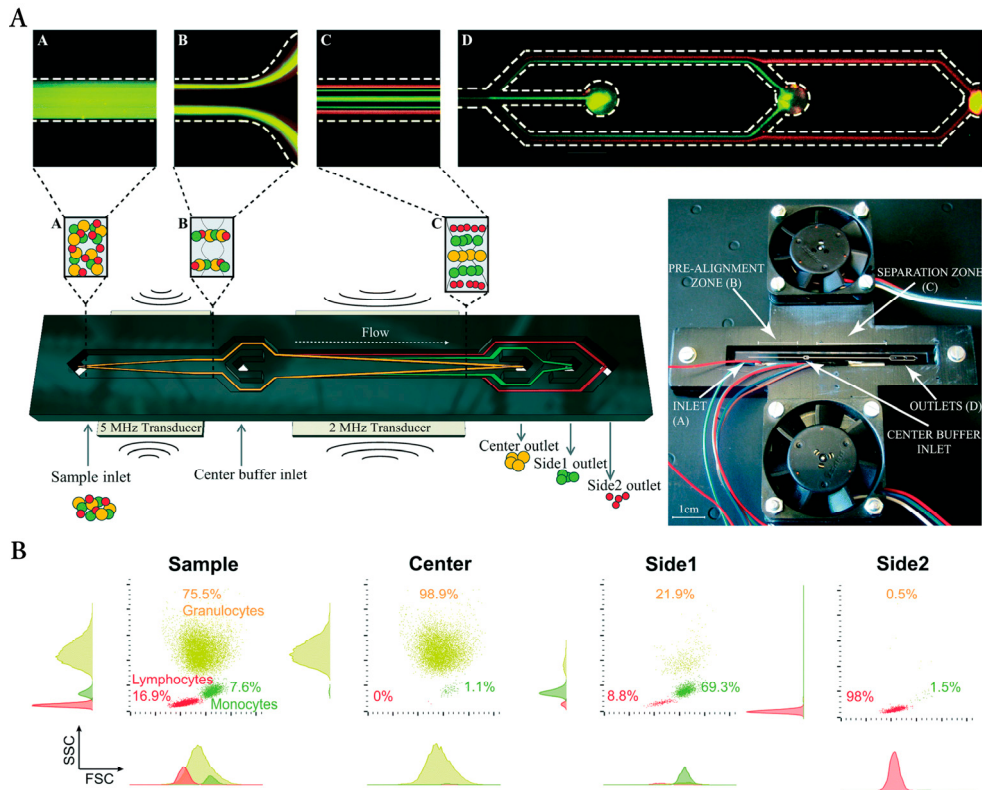 A
A
B
C
D
A
B
C
Flow
5 MHz Transducer
2 MHz Transducer
Sample inlet
Center buffer inlet
Center outlet
Side1 outlet
Side2 outlet
PRE-ALIGNMENT
ZONE (B)
SEPARATION ZONE
(C)
INLET
(A)
OUTLETS (D)
CENTER BUFFER
INLET
1cm
B
Sample
Center
Side1
Side2
75.5%
Granulocytes
Lymphocytes
16.9%
7.6%
Monocytes
98.9%
0%
1.1%
21.9%
8.8%
69.3%
0.5%
98%
1.5%
SSC
FSC